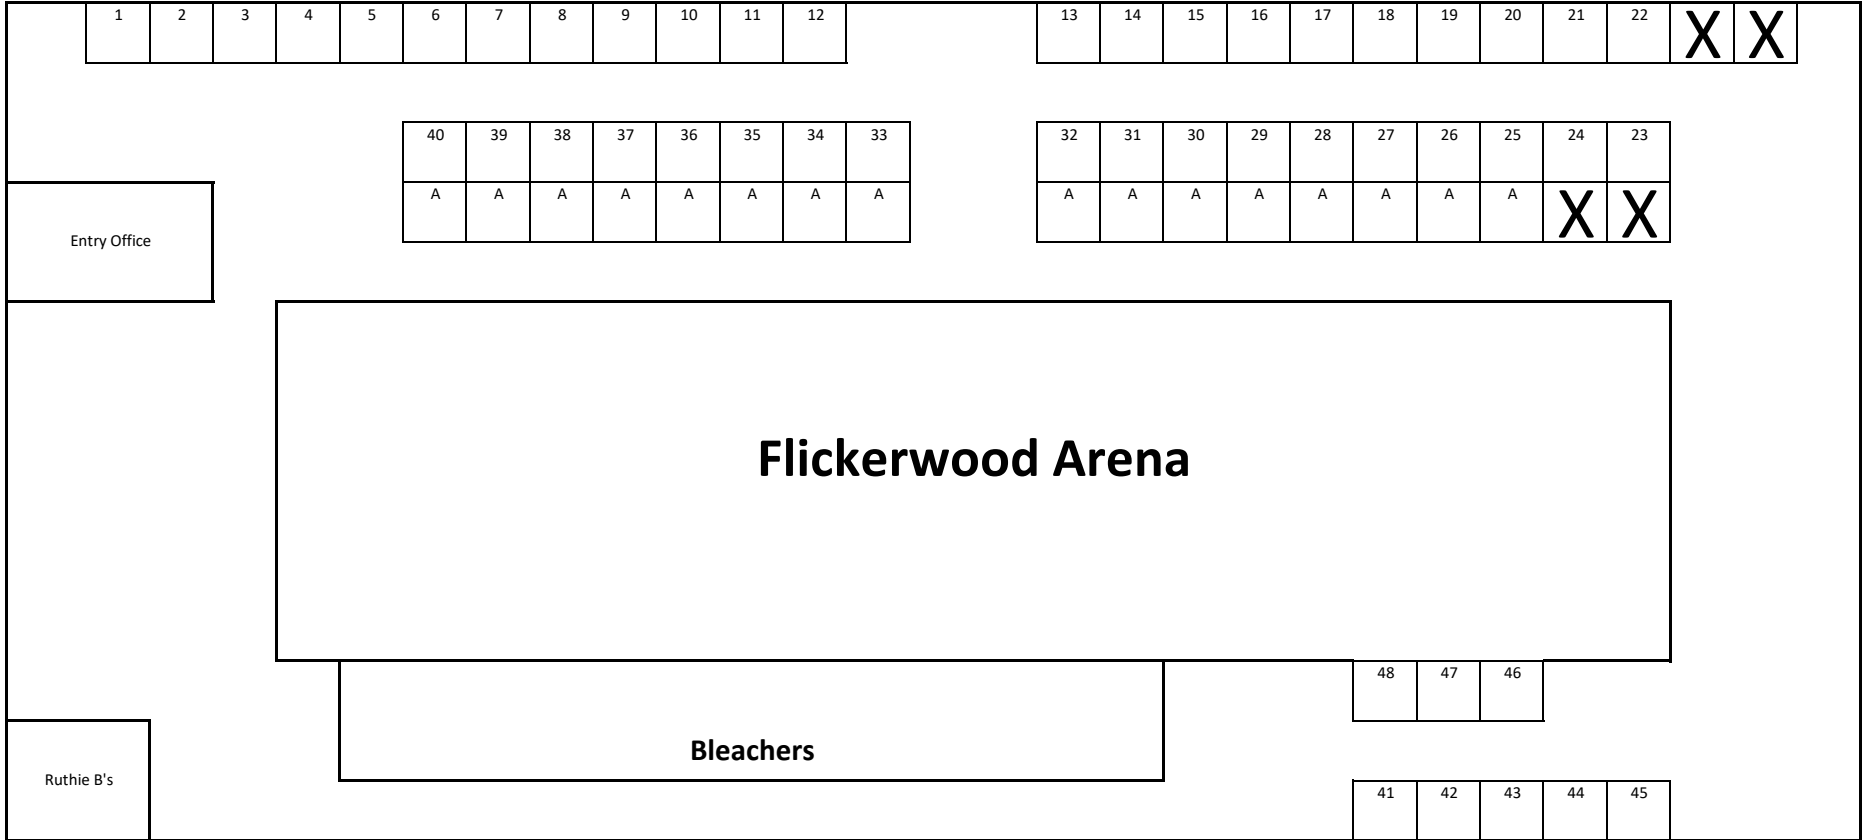 1 2 3 4 5 6 7 8 9 10 11 12 13 14 15 16 17 18 19 20 21 22 X X
40 39 38 37 36 35 34 33 32 31 30 29 28 27 26 25 24 23
A A A A A A A A A A A A A A A A X X
Entry Office
Flickerwood Arena
48 47 46
Bleachers
Ruthie B's
41 42 43 44 45